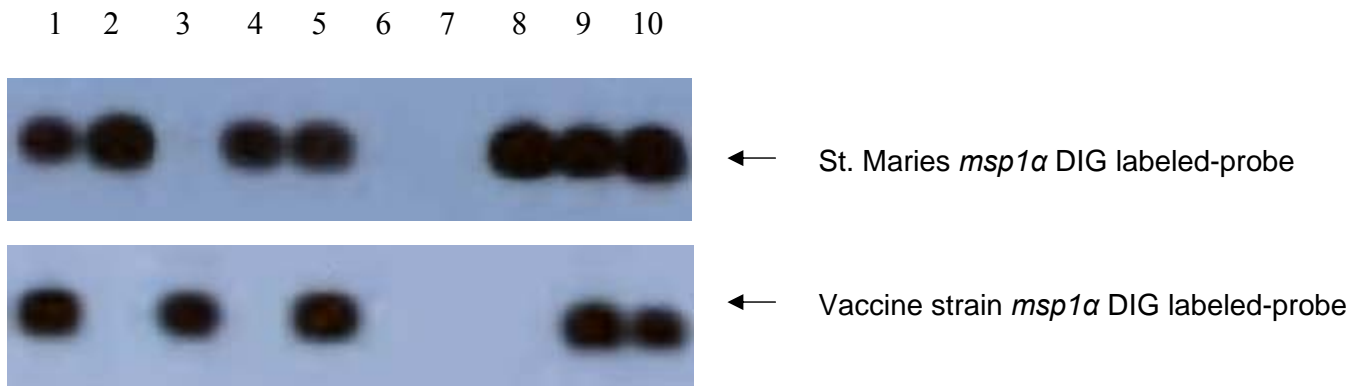 1 2 3 4 5 6 7 8 9 10
St. Maries msp1α DIG labeled-probe
Vaccine strain msp1α DIG labeled-probe